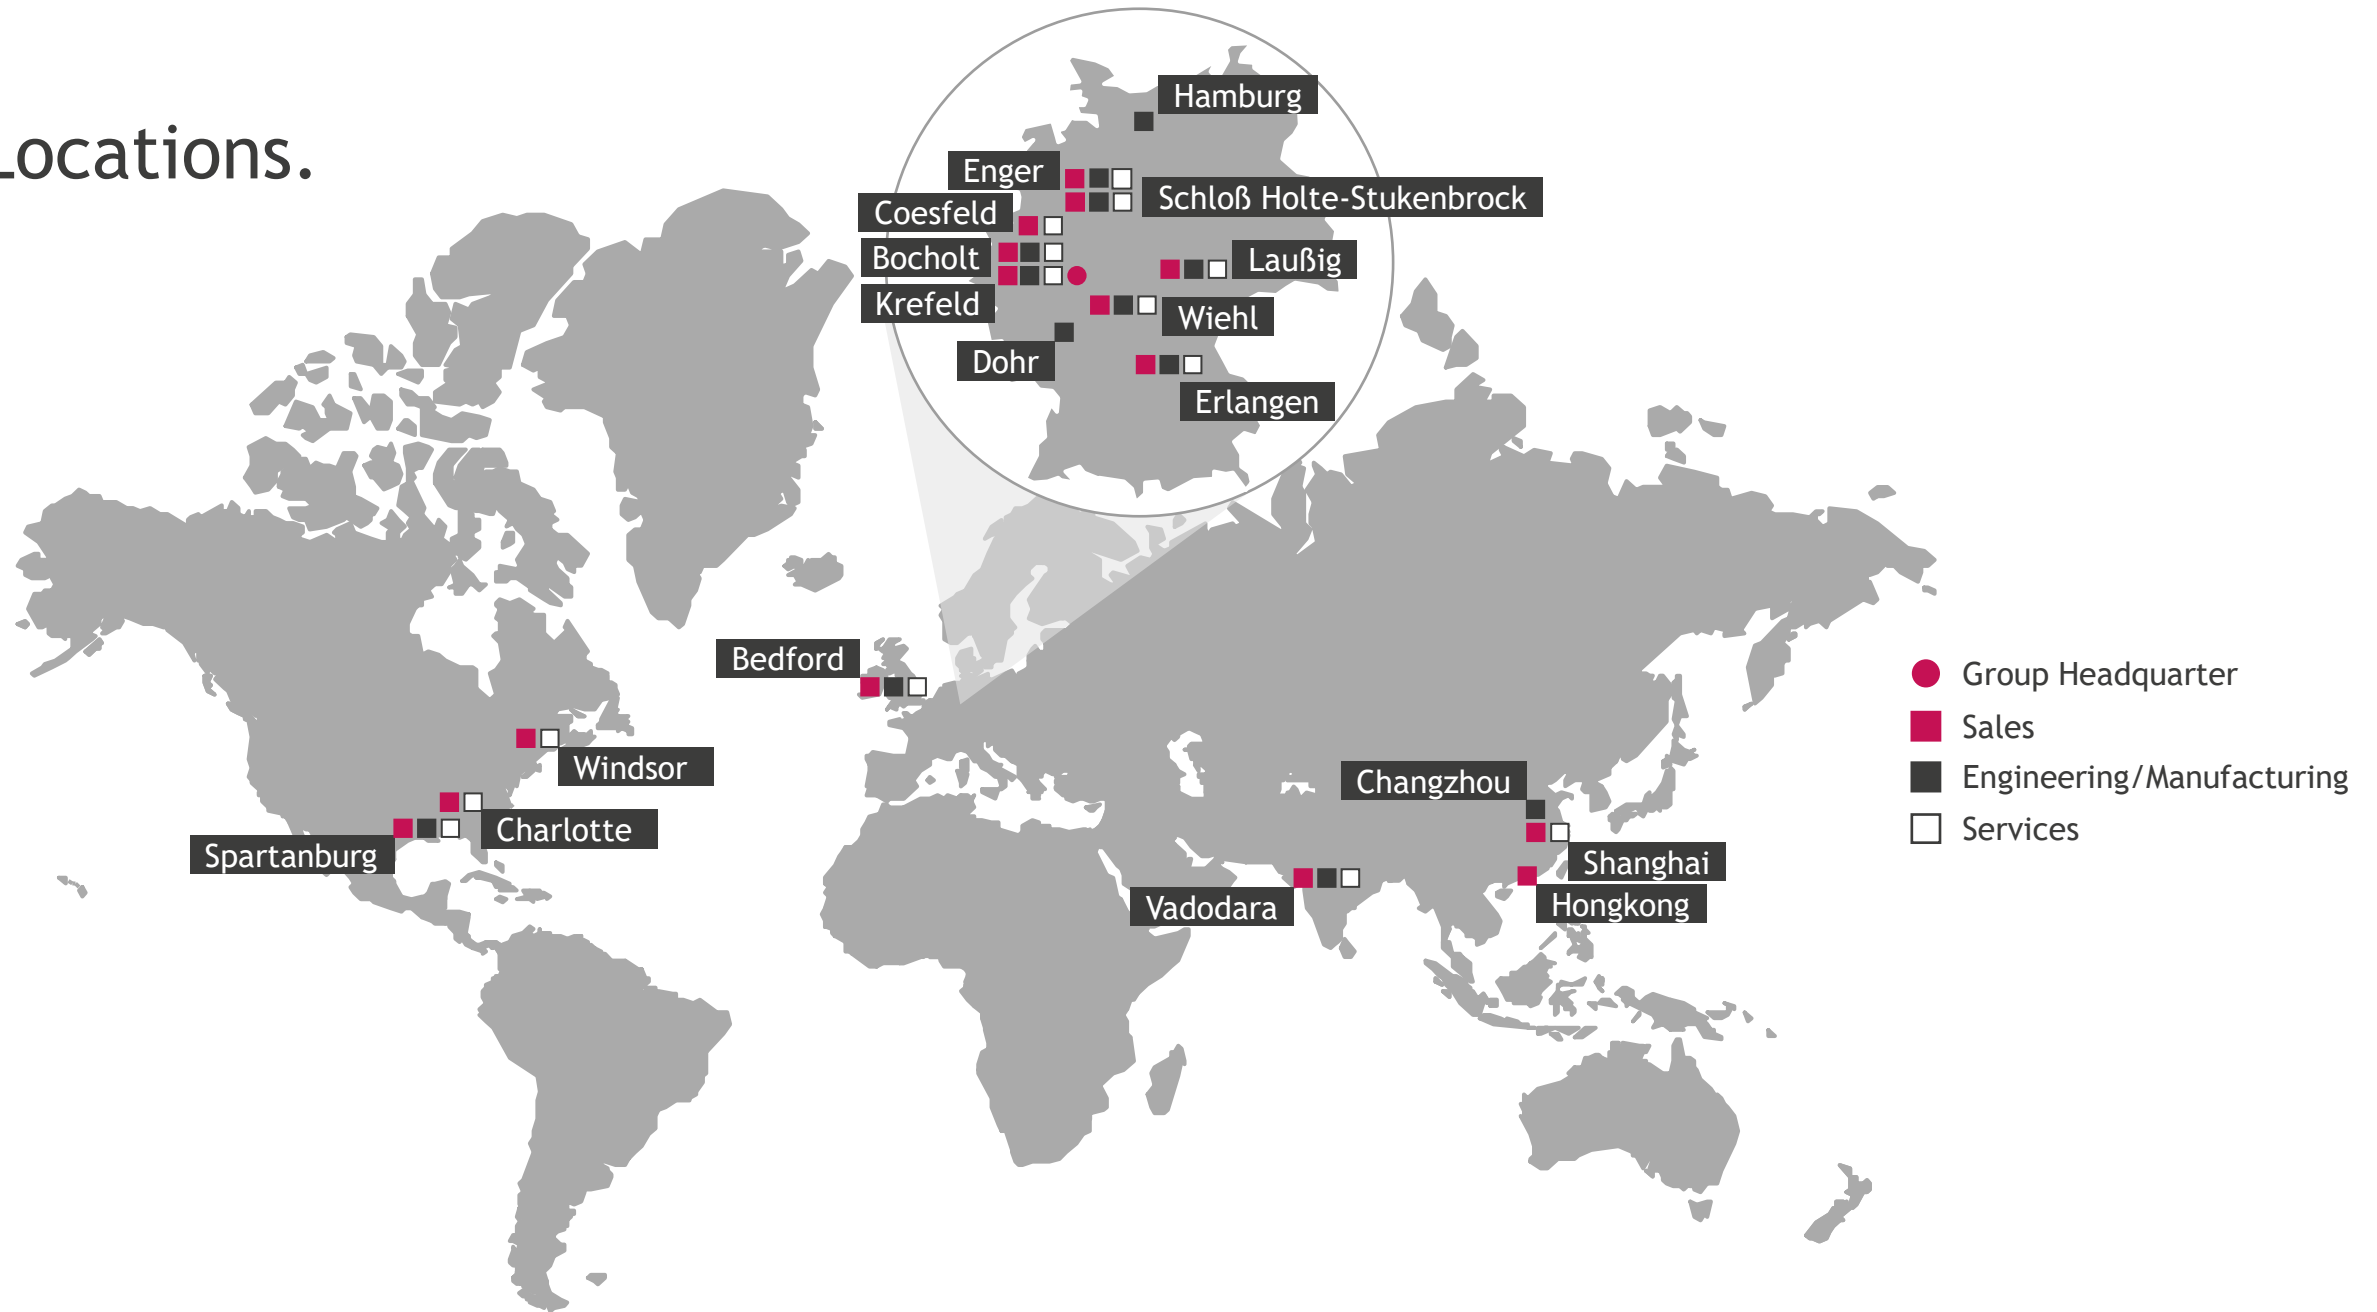 Locations.
Hamburg
Enger
Schloß Holte-Stukenbrock
Coesfeld
Bocholt
Laußig
Krefeld
Wiehl
Dohr
Erlangen
Bedford
Windsor
Charlotte
Spartanburg
Changzhou
Shanghai
Hongkong
Vadodara
Group Headquarter
Sales
Engineering/Manufacturing
Services